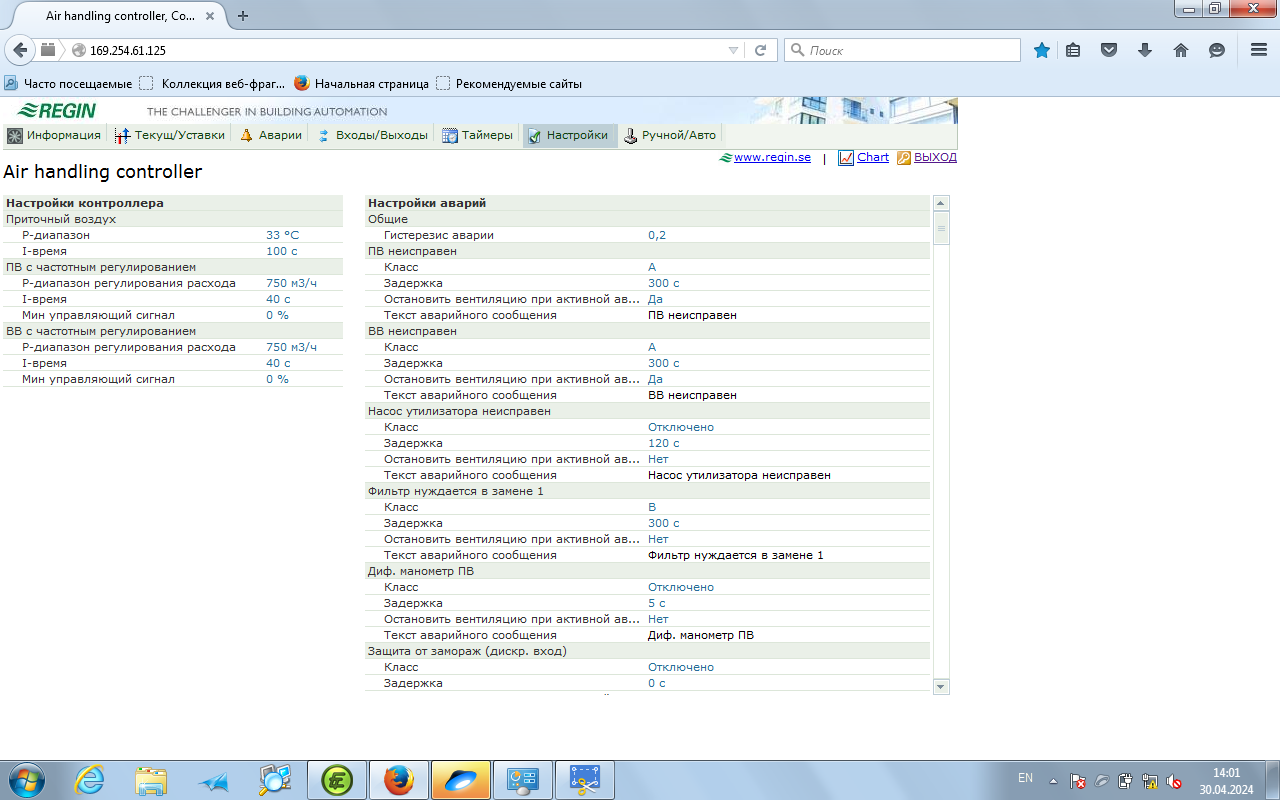 Air handling controller, Co...
169.254.61.125
Поиск
Часто посещаемые
Коллекция веб-фраг...
Начальная страница
Рекомендуемые сайты
REGIN
THE CHALLENGER IN BUILDING AUTOMATION
Информация
Текущ/Уставки
Аварии
Входы/Выходы
Таймеры
Настройки
Ручной/Авто
www.regin.se | Chart ВЫХОД
Air handling controller
Настройки контроллера
Приточный воздух
P-диапазон 33 °C
I-время 100 с
ПВ с частотным регулированием
P-диапазон регулирования расхода 750 м3/ч
I-время 40 с
Мин управляющий сигнал 0 %
ВВ с частотным регулированием
P-диапазон регулирования расхода 750 м3/ч
I-время 40 с
Мин управляющий сигнал 0 %
Настройки аварий
Общие
Гистерезис аварии 0,2
ПВ неисправен
Класс A
Задержка 300 с
Остановить вентиляцию при активной ав... Да
Текст аварийного сообщения ПВ неисправен
ВВ неисправен
Класс A
Задержка 300 с
Остановить вентиляцию при активной ав... Да
Текст аварийного сообщения ВВ неисправен
Насос утилизатора неисправен
Класс Отключено
Задержка 120 с
Остановить вентиляцию при активной ав... Нет
Текст аварийного сообщения Насос утилизатора неисправен
Фильтр нуждается в замене 1
Класс B
Задержка 300 с
Остановить вентиляцию при активной ав... Нет
Текст аварийного сообщения Фильтр нуждается в замене 1
Диф. манометр ПВ
Класс Отключено
Задержка 5 с
Остановить вентиляцию при активной ав... Нет
Текст аварийного сообщения Диф. манометр ПВ
Защита от замораж (дискр. вход)
Класс Отключено
Задержка 0 с
EN
14:01
30.04.2024